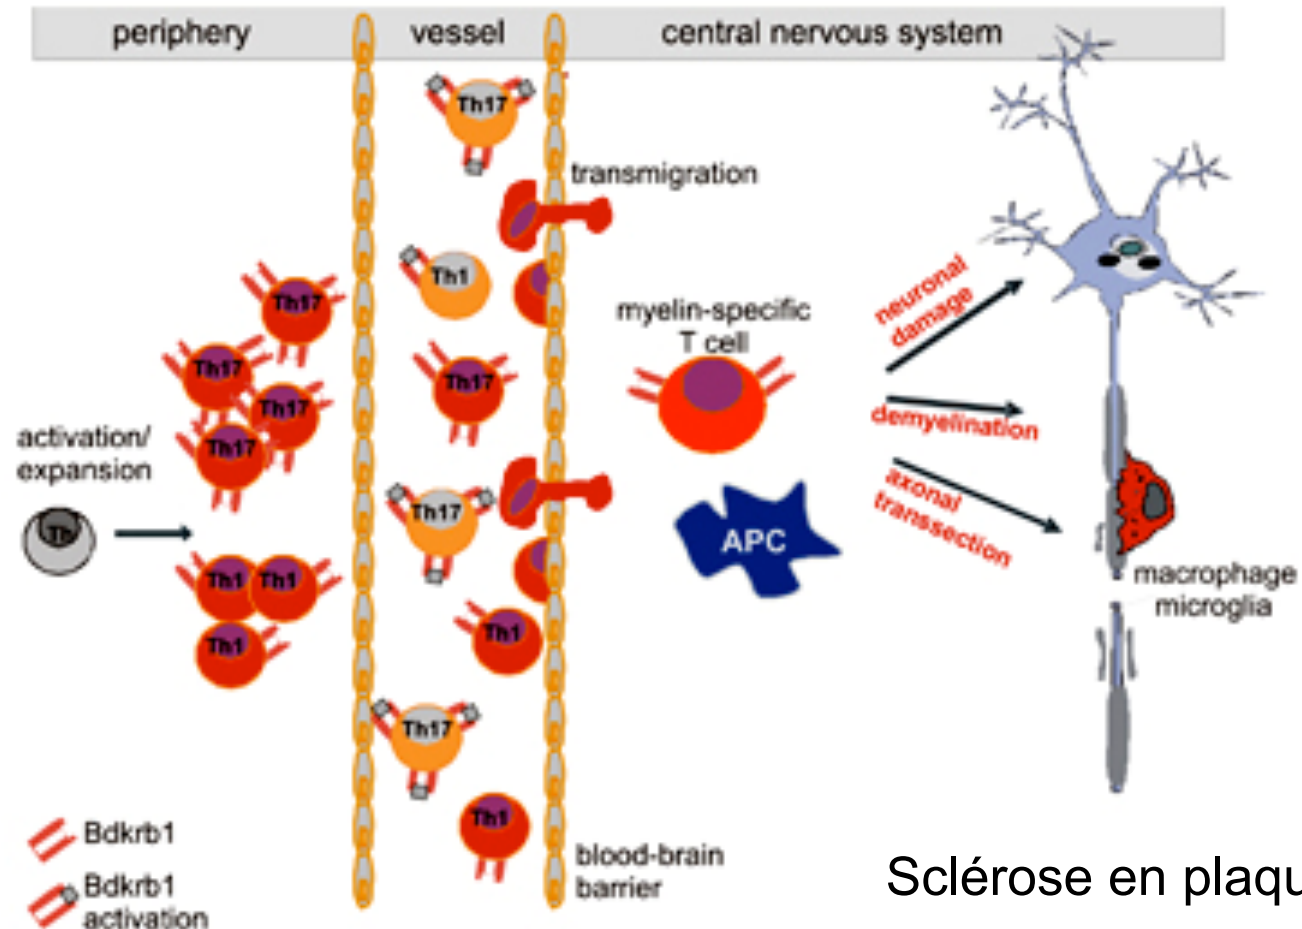 periphery
vessel
central nervous system
Th17
transmigration
Th1
Th17
Th17
Th17
Th17
Th17
myelin-specific
T cell
neuronal
damage
demyelination
axonal
transsection
activation/
expansion
Th
Th17
APC
Th1
Th1
Th1
Th1
macrophage
microglia
Th17
Th1
blood-brain
barrier
Bdkrb1
Bdkrb1
activation
Sclérose en plaqu